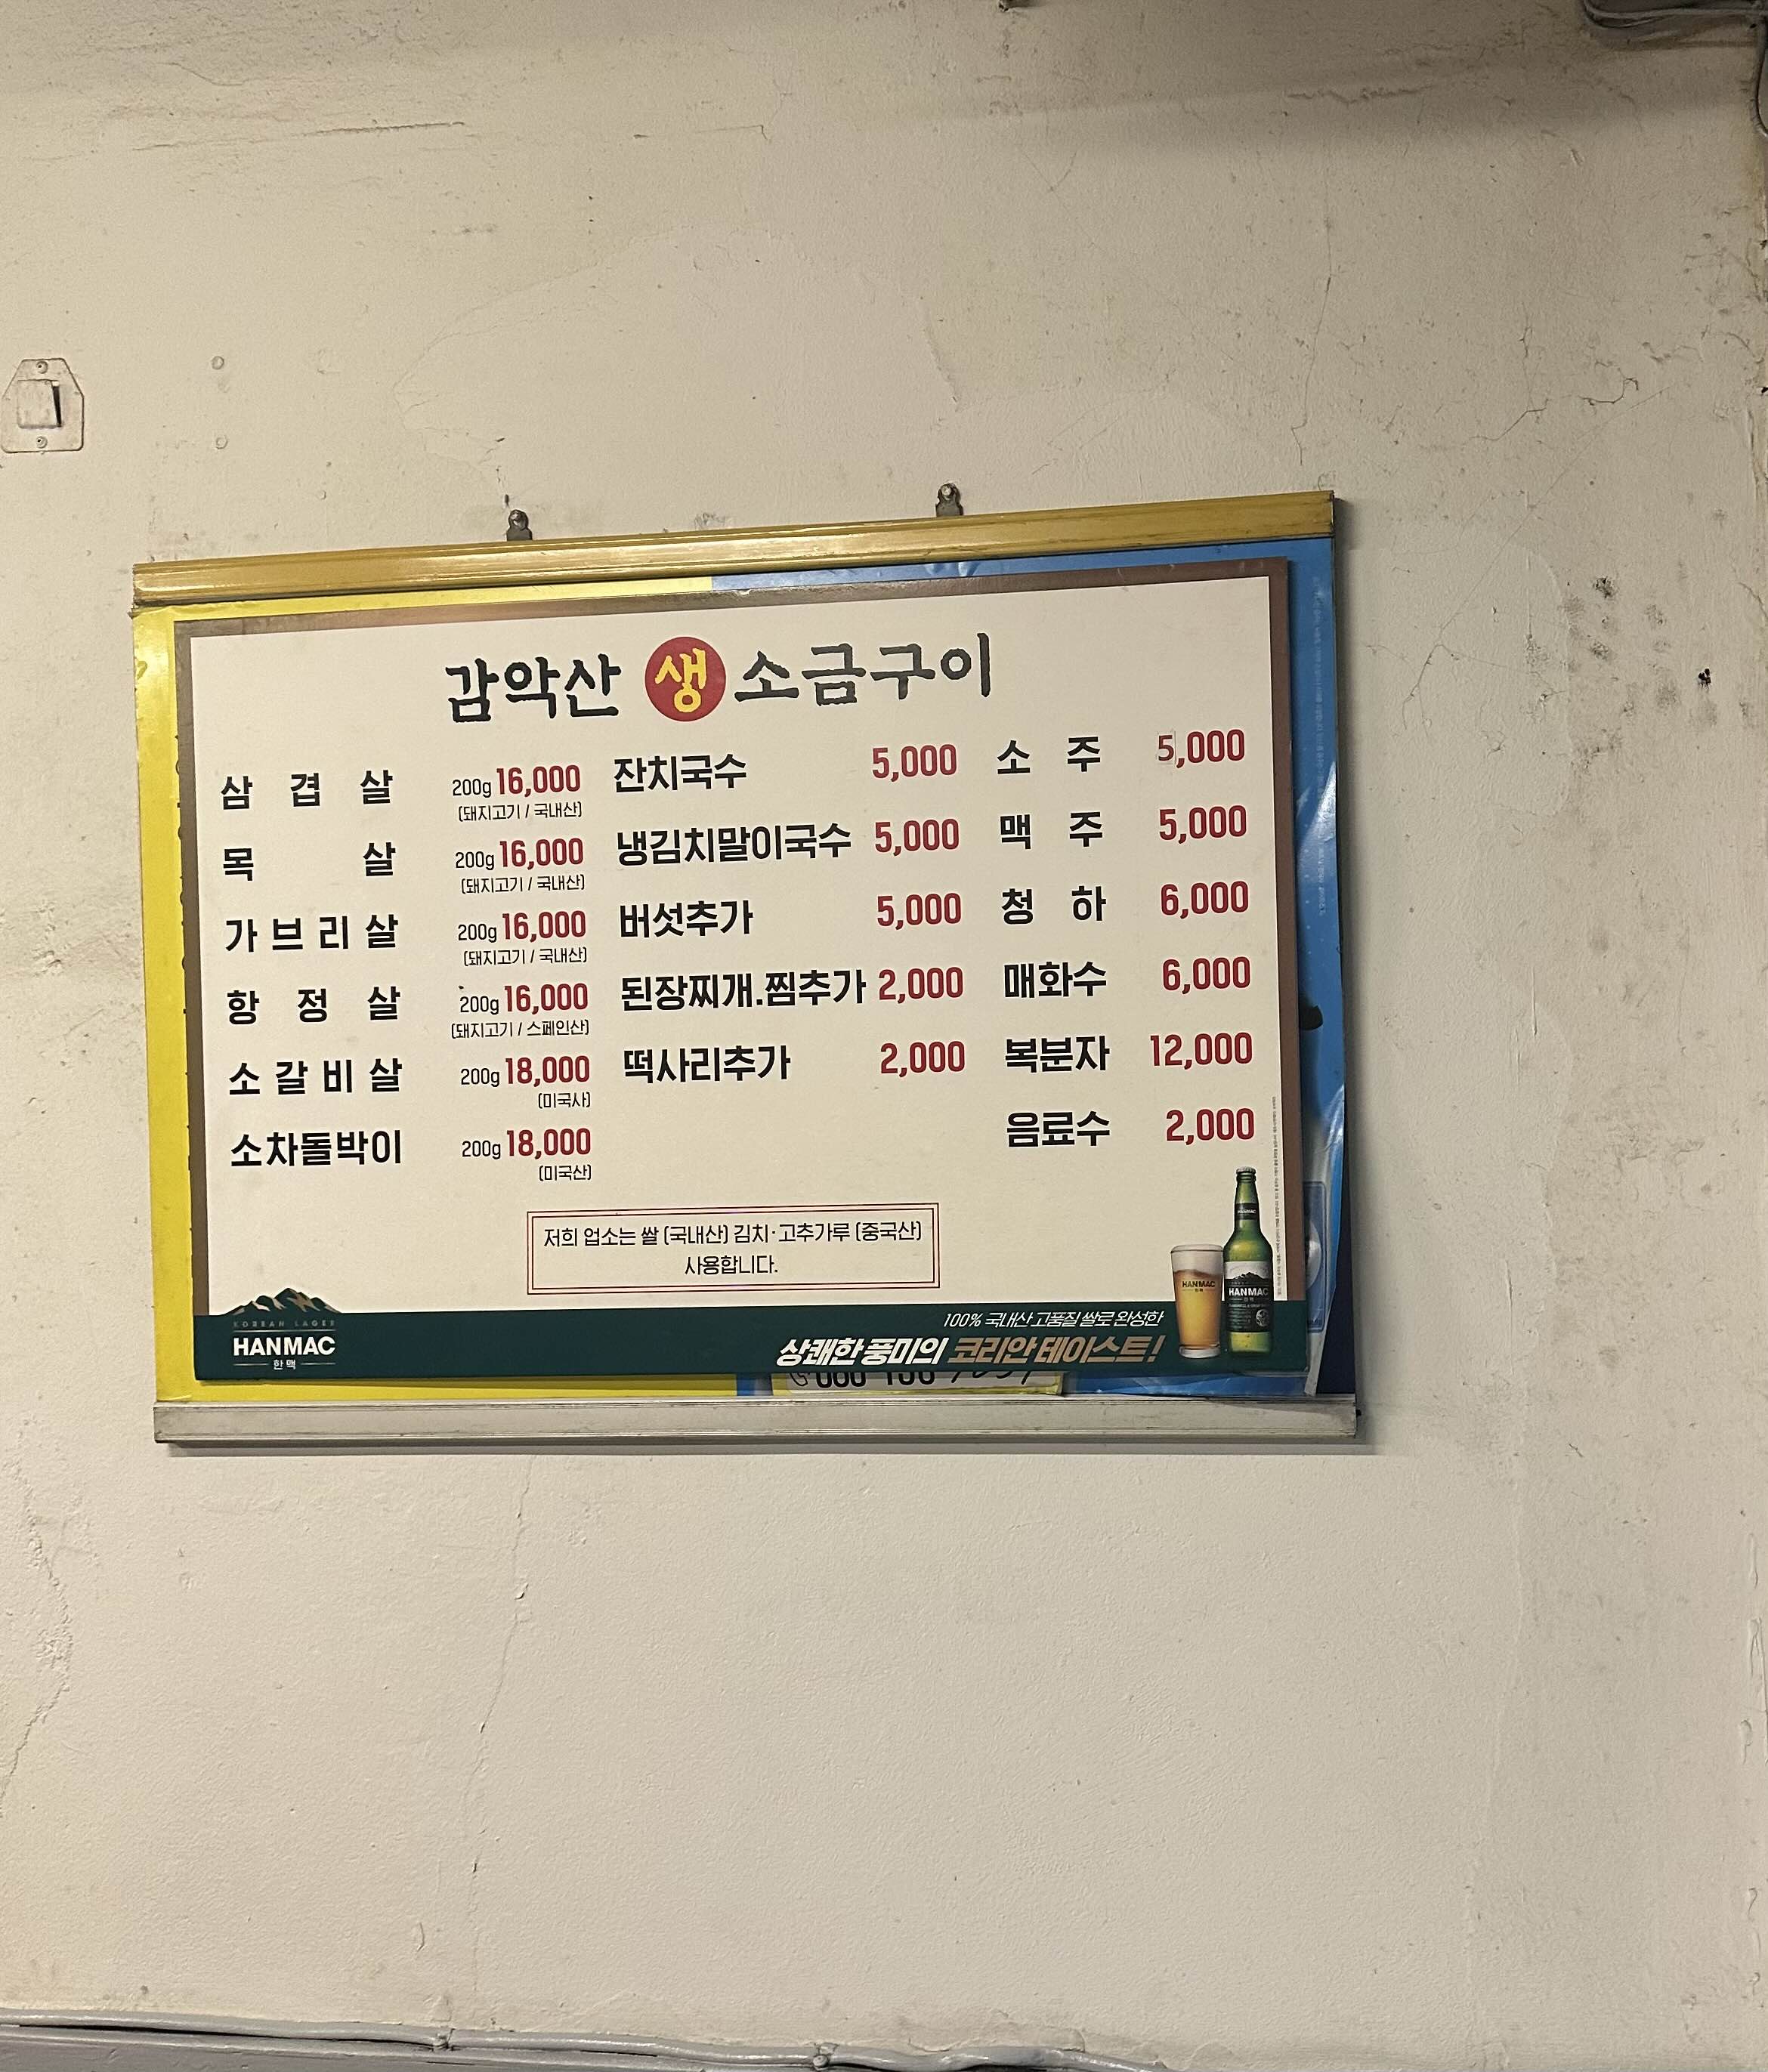 감악산 생 소금구이
삼 겹 살 200g 16,000
(돼지고기 / 국내산)
목 살 200g 16,000
(돼지고기 / 국내산)
가 브 리 살 200g 16,000
(돼지고기 / 국내산)
항 정 살 200g 16,000
(돼지고기 / 스페인산)
소 갈 비 살 200g 18,000
(미국사)
소차돌박이 200g 18,000
(미국산)
잔치국수 5,000
냉김치말이국수 5,000
버섯추가 5,000
된장찌개.찜추가 2,000
떡사리추가 2,000
소 주 5,000
맥 주 5,000
청 하 6,000
매화수 6,000
복분자 12,000
음료수 2,000
저희 업소는 쌀 (국내산) 김치·고추가루 (중국산)
사용합니다.
KOREAN LAGER
HANMAC
한맥
100% 국내산 고품질 쌀로 완성한
상쾌한 풍미의 코리안 테이스트!
HANMAC
한맥
HANMAC
HANMAC